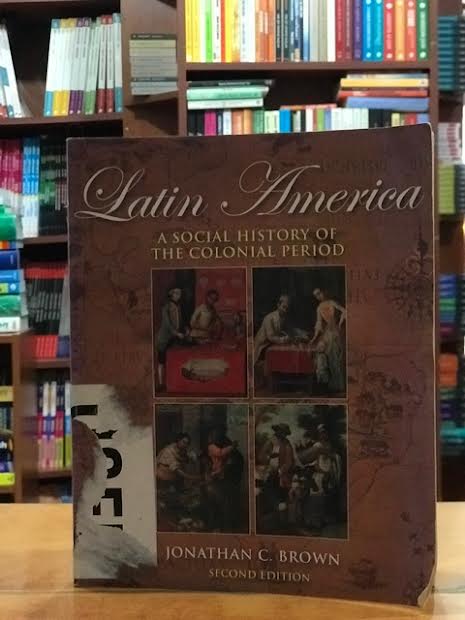 Latin America
A SOCIAL HISTORY OF
THE COLONIAL PERIOD
JONATHAN C. BROWN
SECOND EDITION